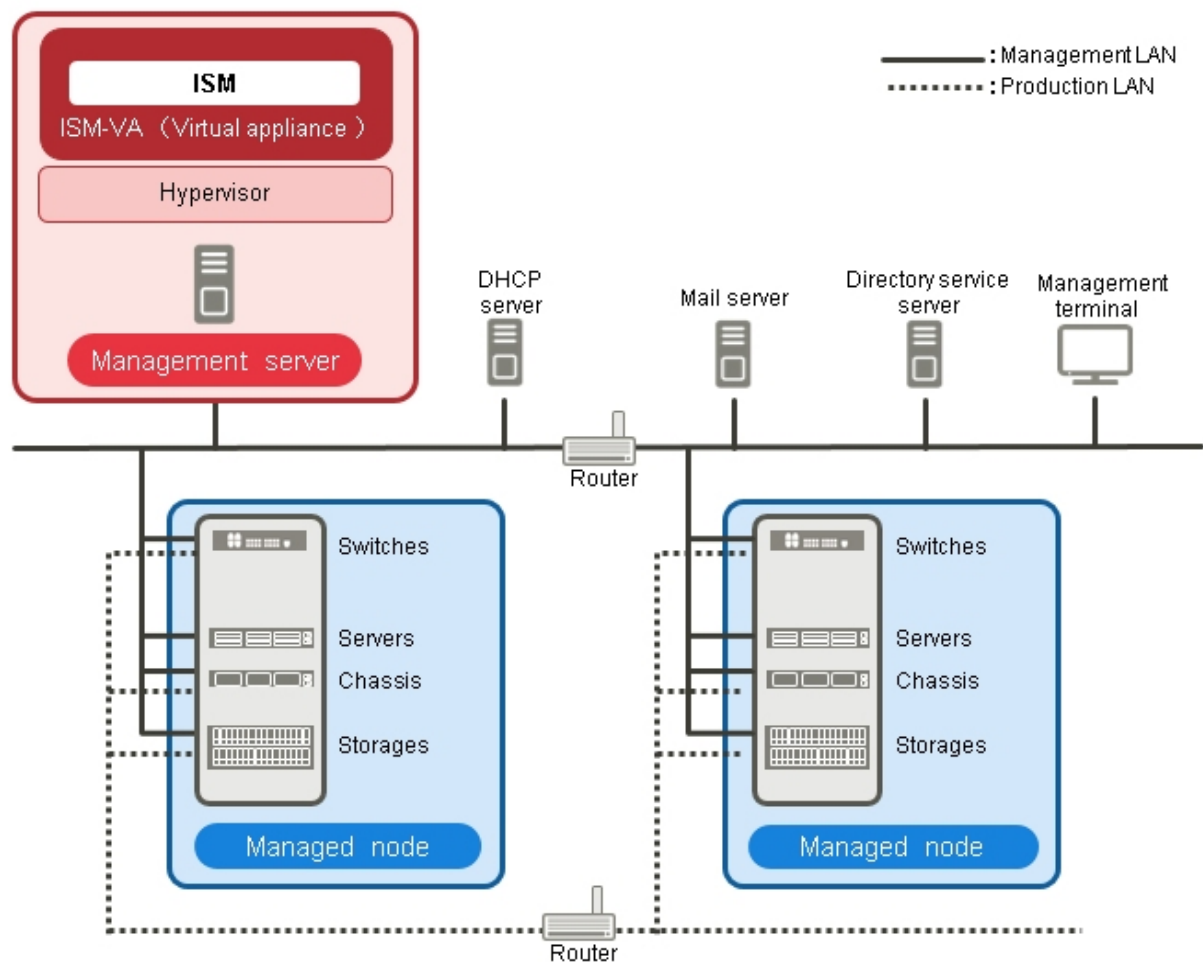 ISM
ISM-VA （Virtual appliance ）
Hypervisor
Management server
: Management LAN
: Production LAN
DHCP
server
Mail server
Directory service
server
Management
terminal
Router
Switches
Servers
Chassis
Storages
Managed node
Switches
Servers
Chassis
Storages
Managed node
Router